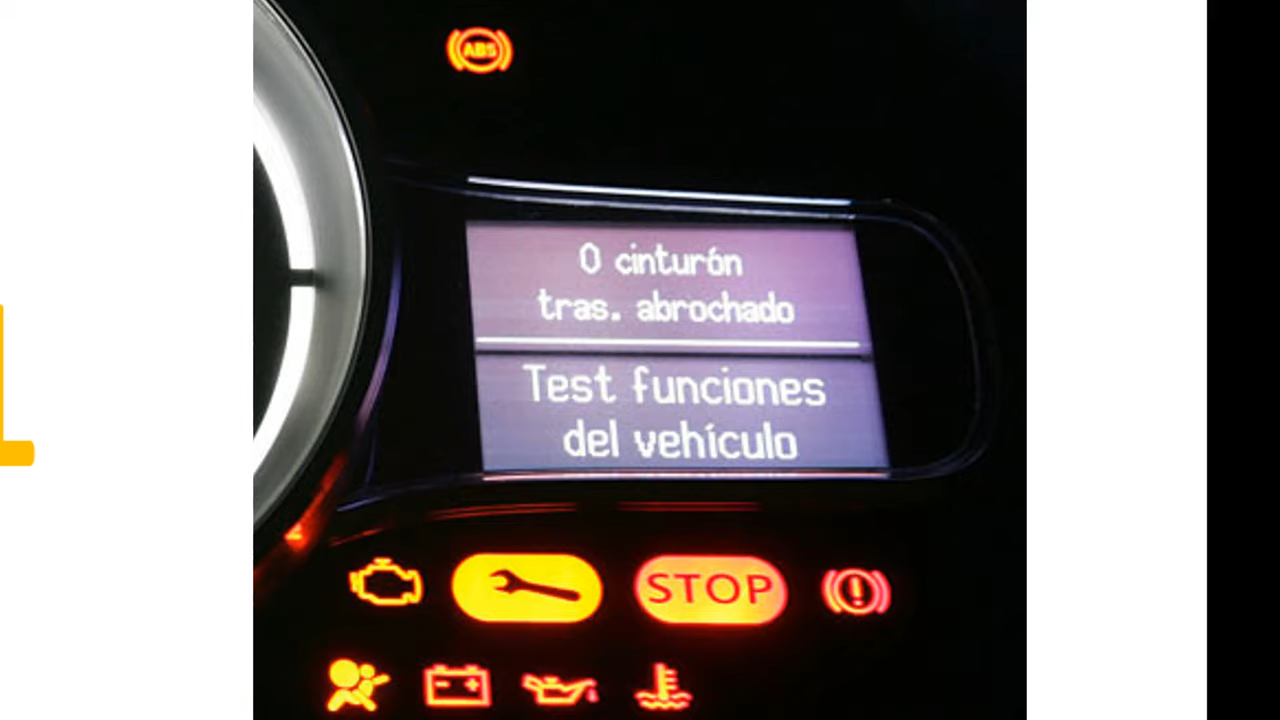 ABS
0 cinturón
tras. abrochado
Test funciones
del vehículo
STOP